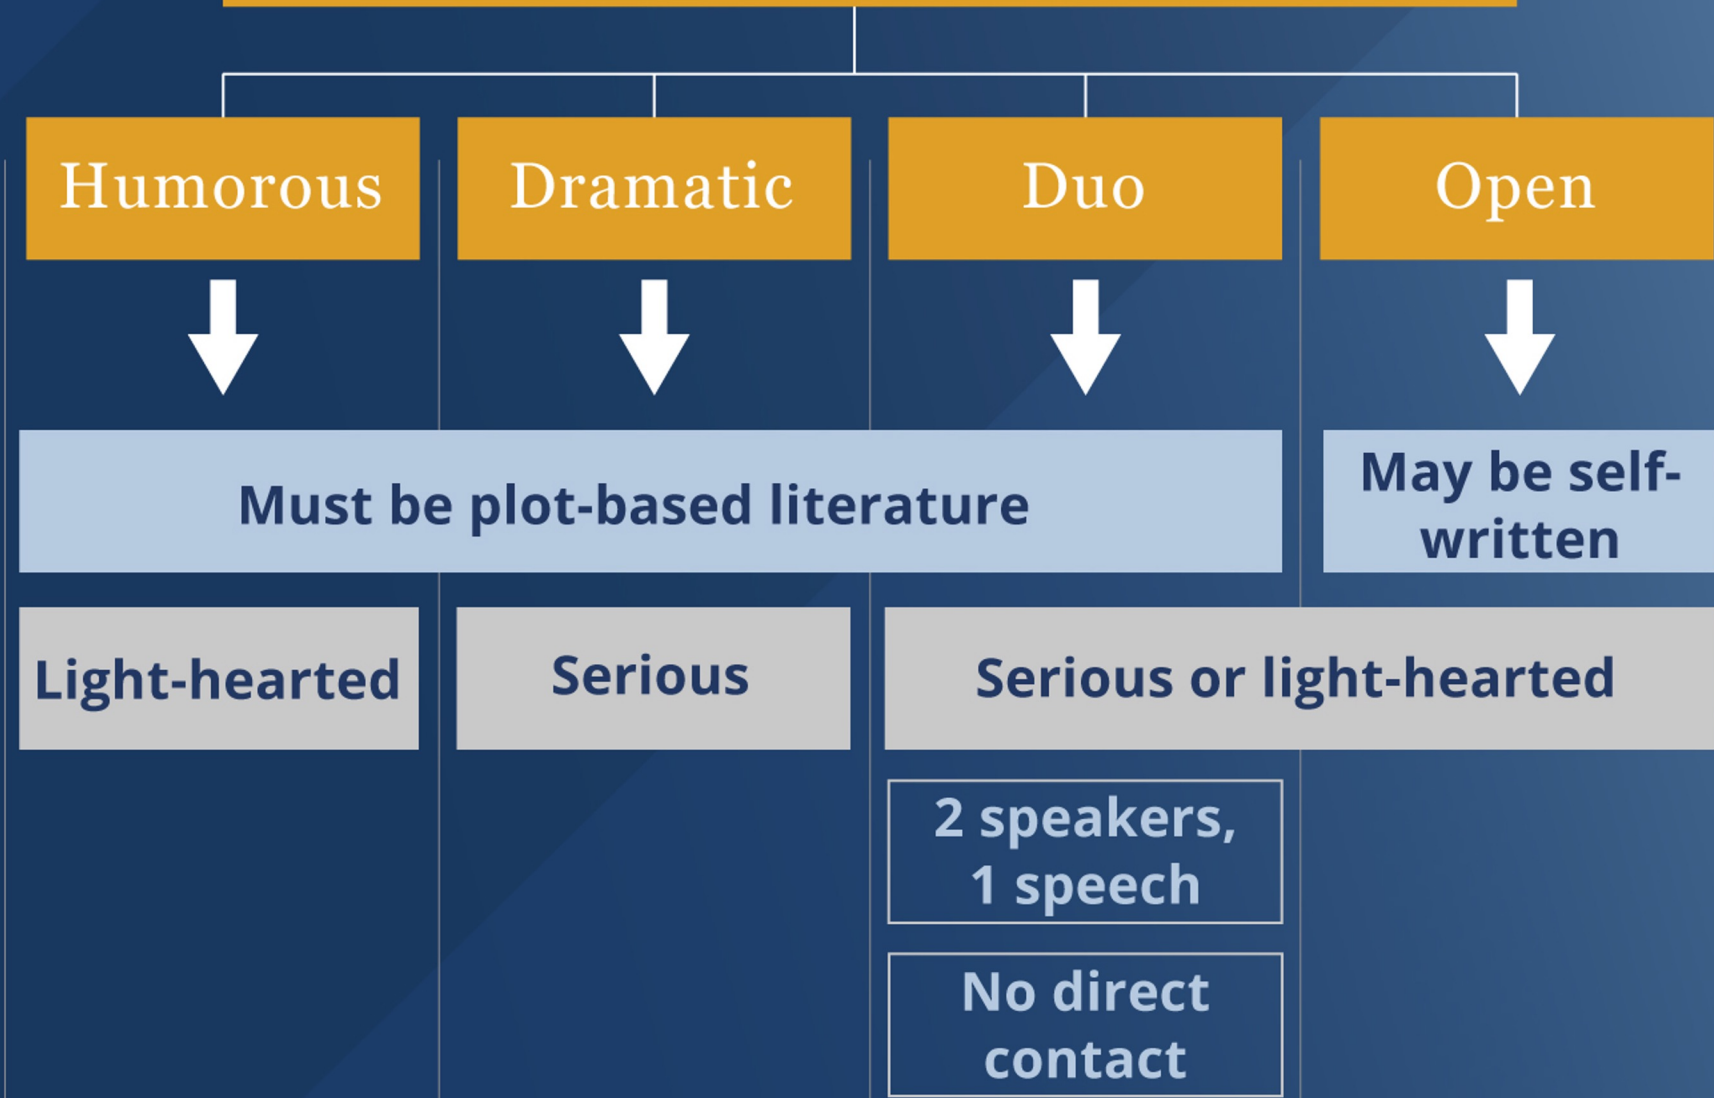 Humorous
Dramatic
Duo
Open
Must be plot-based literature
May be self-
written
Light-hearted
Serious
Serious or light-hearted
2 speakers,
1 speech
No direct
contact